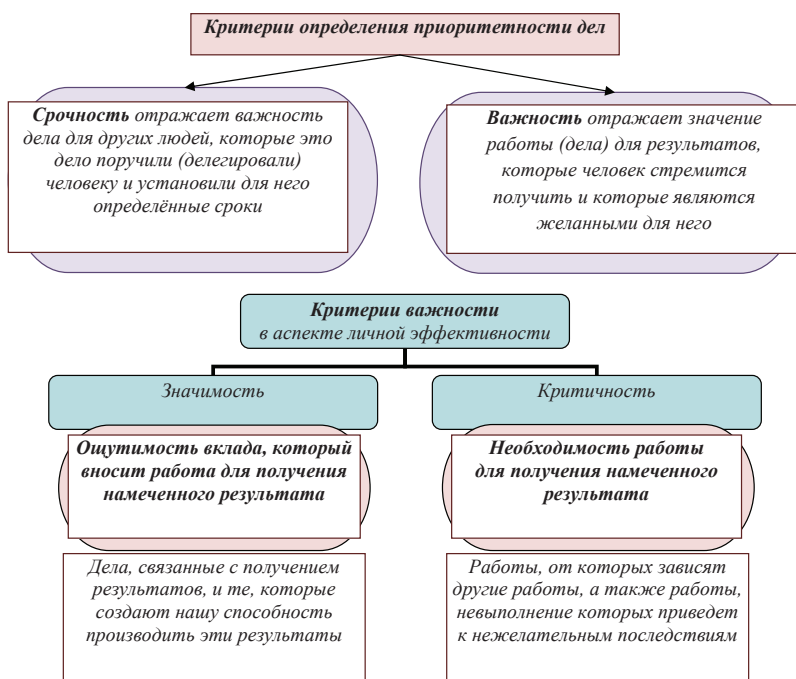 Критерии определения приоритетности дел
Срочность отражает важность
дела для других людей, которые это
дело поручили (делегировали)
человеку и установили для него
определённые сроки
Важность отражает значение
работы (дела) для результатов,
которые человек стремится
получить и которые являются
желанными для него
Критерии важности
в аспекте личной эффективности
Значимость
Критичность
Ощутимость вклада, который
вносит работа для получения
намеченного результата
Необходимость работы
для получения намеченного
результата
Дела, связанные с получением
результатов, и те, которые
создают нашу способность
производить эти результаты
Работы, от которых зависят
другие работы, а также работы,
невыполнение которых приведет
к нежелательным последствиям